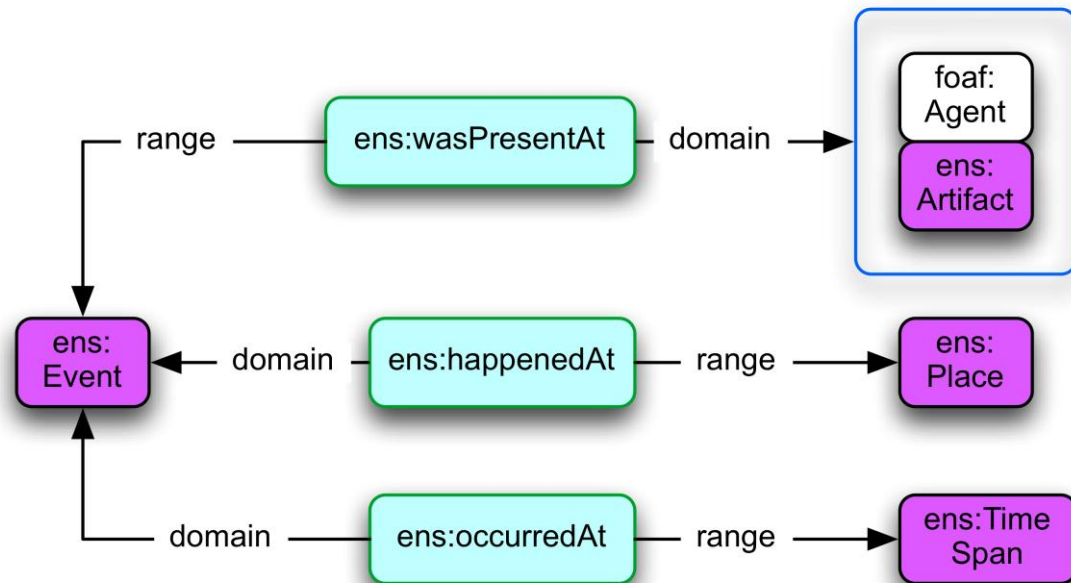 foaf:
Agent
range
ens:wasPresentAt
domain
ens:
Artifact
ens:
Event
domain
ens:happenedAt
range
ens:
Place
domain
ens:occurredAt
range
ens:Time
Span